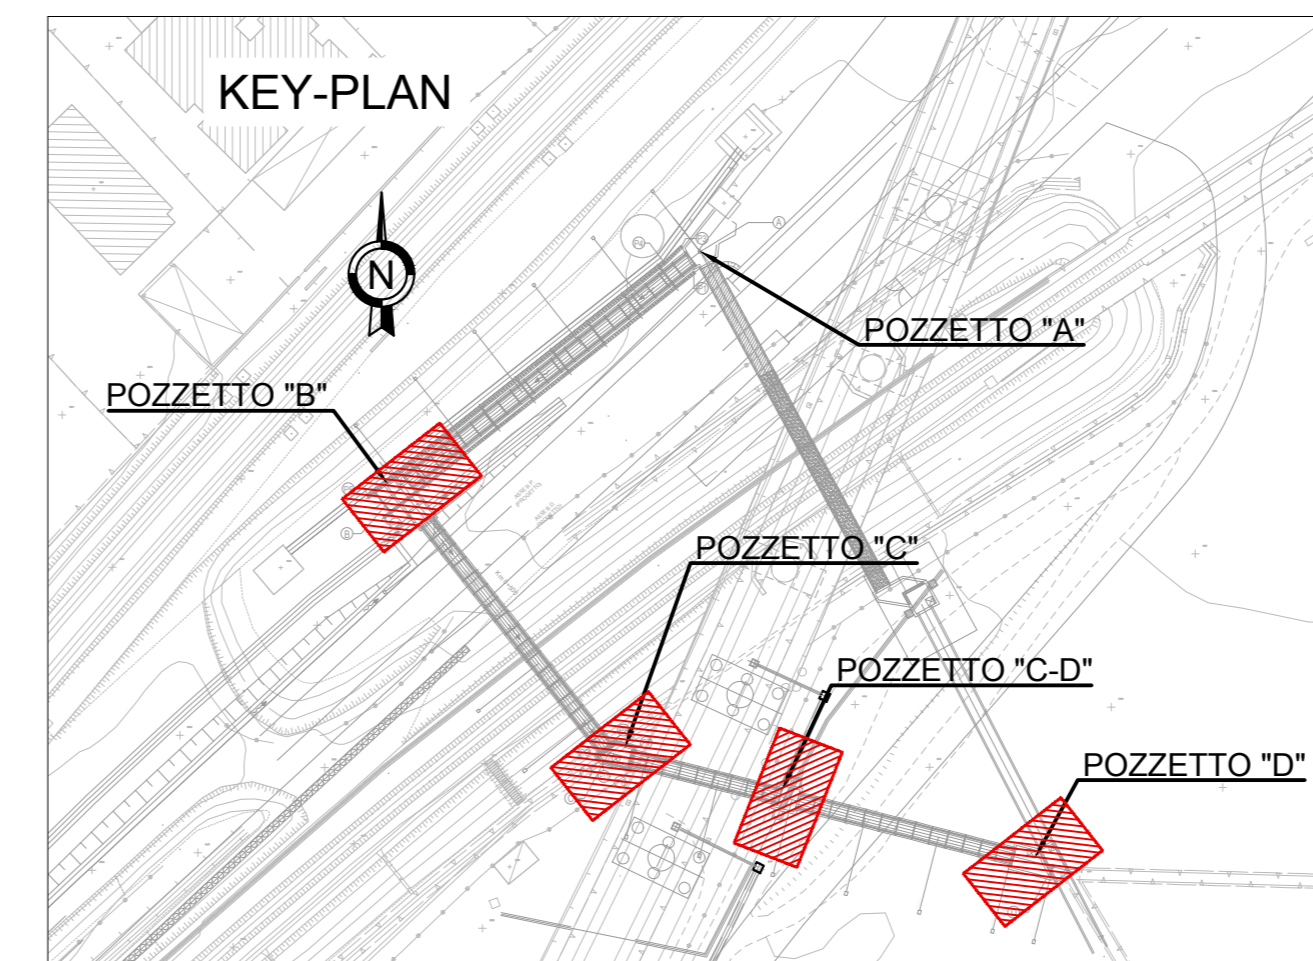 KEY-PLAN
N
POZZETTO "A"
POZZETTO "B"
POZZETTO "C"
POZZETTO "C-D"
POZZETTO "D"
A
B